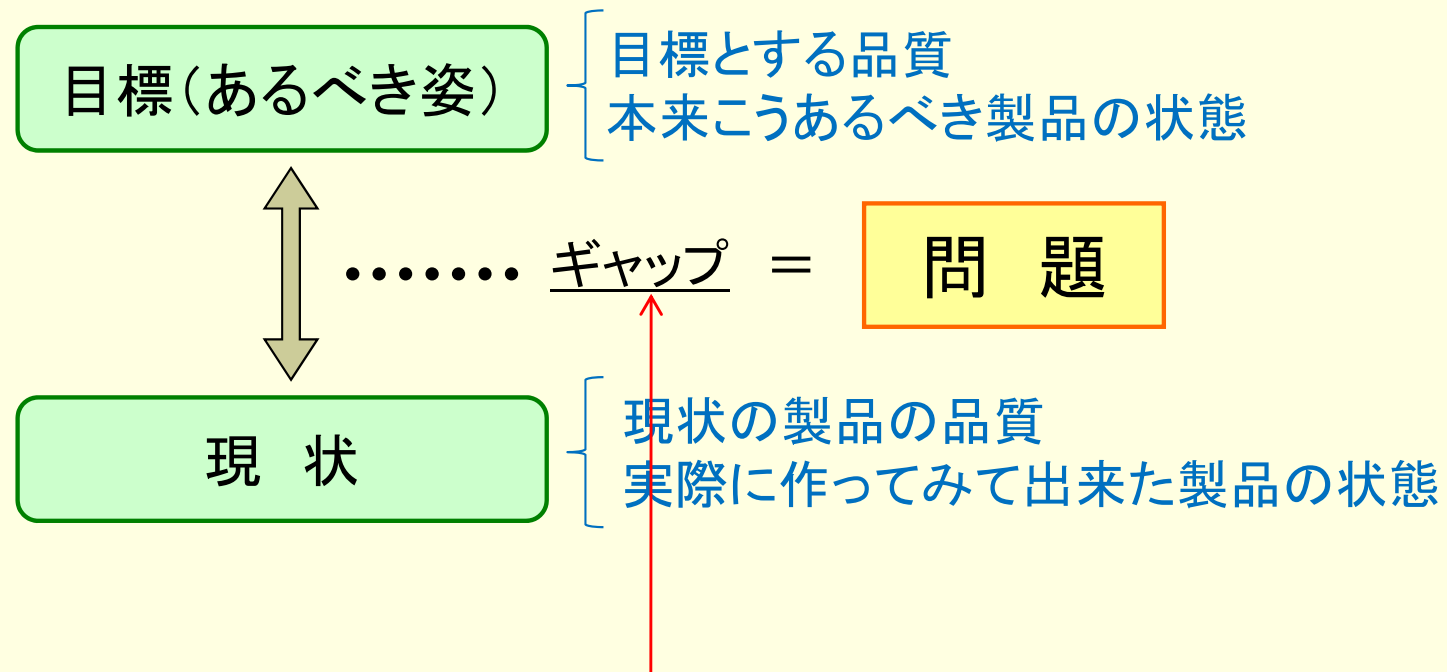 目標(あるべき姿)
目標とする品質
本来こうあるべき製品の状態
・・・・・・・ ギャップ = 問 題
現 状
現状の製品の品質
実際に作ってみて出来た製品の状態